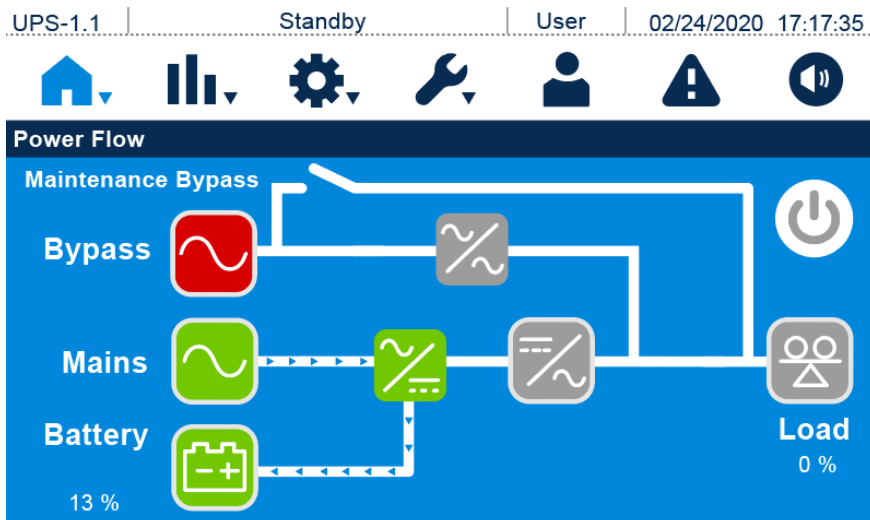 UPS-1.1 Standby User 02/24/2020 17:17:35
Power Flow
Maintenance Bypass
Bypass
Mains
Battery
13 %
Load
0 %